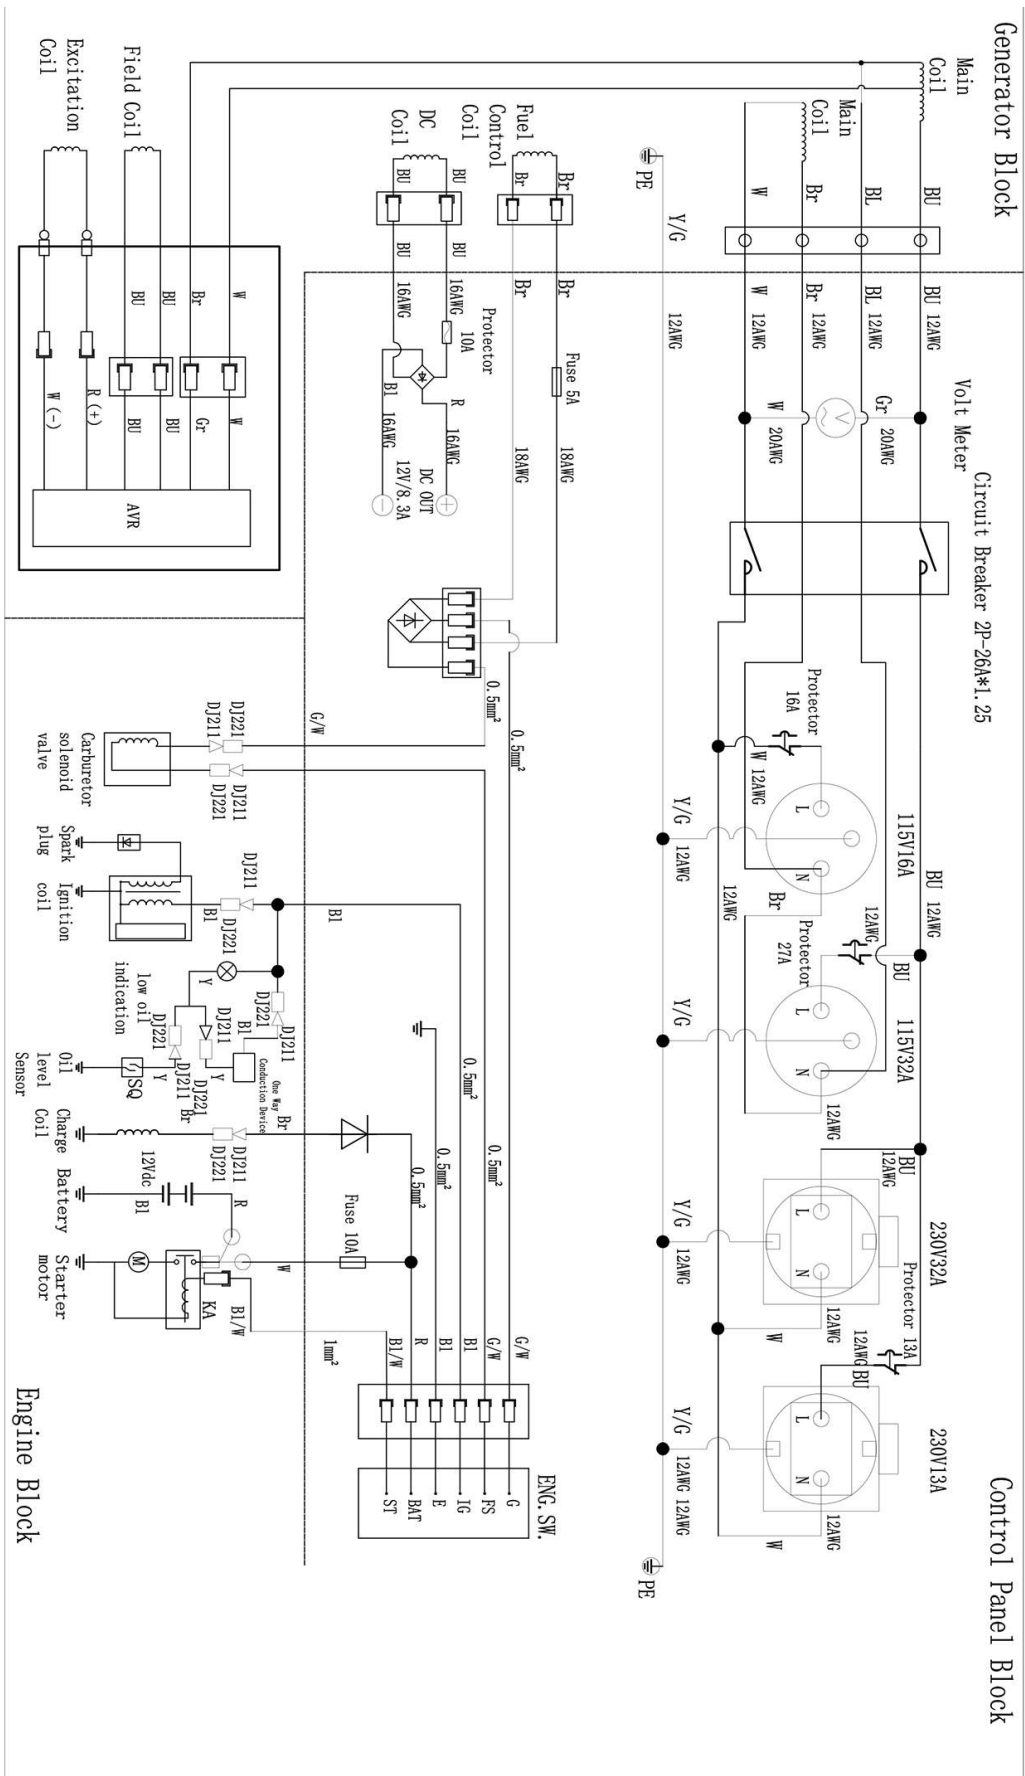 Generator Block
Control Panel Block
Engine Block
Main
Coil
Main
Coil
Fuel
Control
Coil
DC
Coil
Field Coil
Excitation
Coil
PE
Y/G
12AWG
BU
BL
Br
W
BU 12AWG
BL 12AWG
Br 12AWG
W 12AWG
Volt Meter
V
Gr 20AWG
W 20AWG
Circuit Breaker 2P-26A*1.25
Protector
16A
L
N
115V16A
W 12AWG
12AWG
Br
Y/G
12AWG
BU 12AWG
Protector
27A
12AWG
BU
L
N
115V32A
12AWG
Y/G
BU
12AWG
L
N
230V32A
12AWG
W
Y/G
12AWG
Protector 13A
12AWG
BU
L
N
230V13A
12AWG
W
Y/G
12AWG 12AWG
PE
Br
Br
Br
Br
Fuse 5A
18AWG
18AWG
BU
BU
BU
BU
16AWG
16AWG
Protector
10A
R
16AWG
Bl
16AWG
DC OUT
12V/8.3A
W
Br
BU
BU
W
Gr
BU
BU
R(+)
W(-)
AVR
0.5mm²
0.5mm²
G/W
DJ221
DJ211
DJ211
DJ221
Carburetor
solenoid
valve
Spark
plug
Ignition
coil
DJ211
DJ221
Bl
Bl
low oil
indication
Y
DJ211
DJ221
DJ211
DJ221
Bl
One Way
Conduction Device
DJ221
DJ211
Y
Y
SQ
Oil
level
Sensor
Br
Br
DJ211
DJ221
Charge
Coil
12Vdc
Bl
R
Battery
M
KA
Starter
motor
W
Fuse 10A
Bl/W
1mm²
0.5mm²
0.5mm²
0.5mm²
0.5mm²
G/W
G/W
Bl
Bl
R
Bl/W
ENG.SW.
G
FS
IG
E
BAT
ST